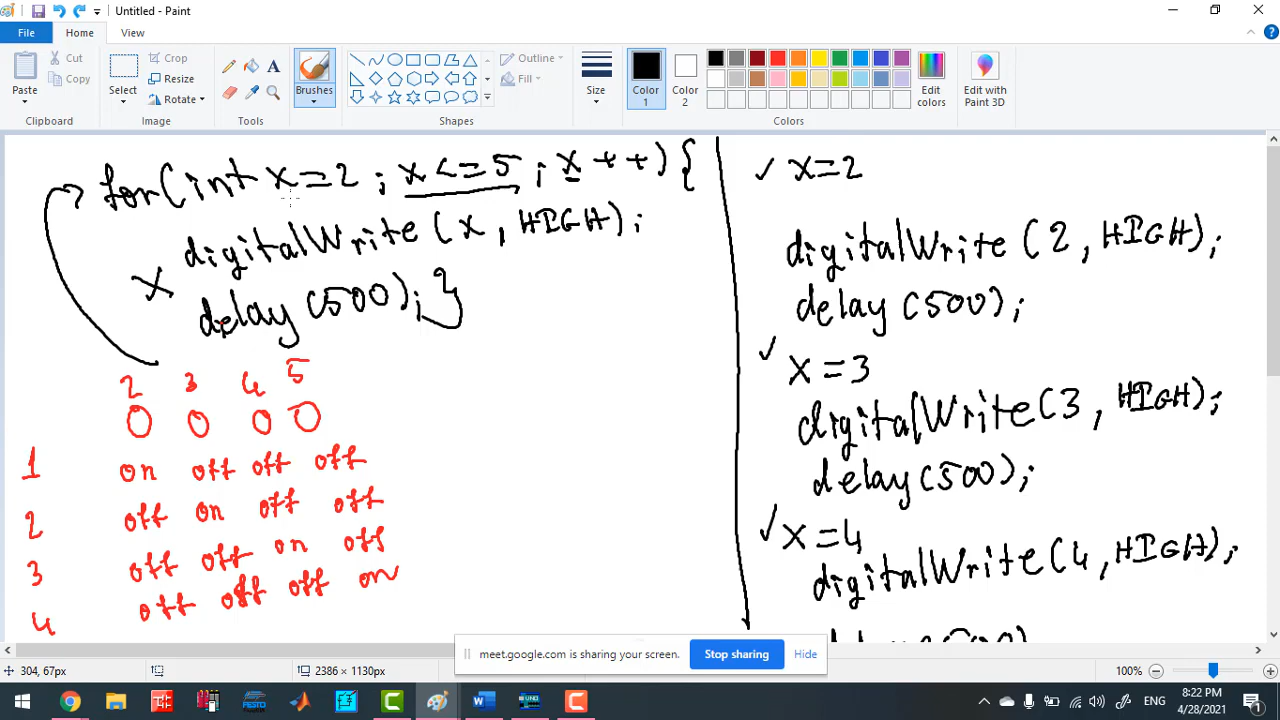 Untitled - Paint
File Home View
Paste
Cut
Copy
Clipboard
Select
Crop
Resize
Rotate
Image
A
Tools
Brushes
Shapes
Outline
Fill
Size
Color 1
Color 2
Colors
Edit colors
Edit with Paint 3D
for(int x=2 ; x<=5 ; x++){
digitalWrite (x, HIGH);
x
delay (500); }
2 3 4 5
1 on off off off
2 off on off off
3 off off on off
4 off off off on
x=2
digitalWrite (2, HIGH);
delay (500);
x=3
digitalWrite (3, HIGH);
delay (500);
x=4
digitalWrite (4, HIGH);
delay (500)
meet.google.com is sharing your screen. Stop sharing Hide
304, 67px
2386 × 1130px
100%
ENG
8:22 PM
4/28/2021